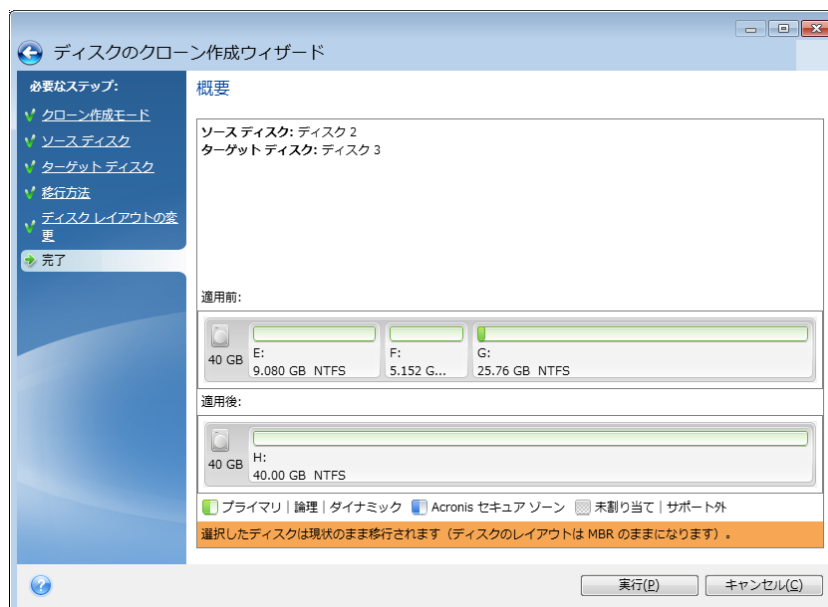 ディスクのクローン作成ウィザード
必要なステップ:
クローン作成モード
ソース ディスク
ターゲット ディスク
移行方法
ディスク レイアウトの変
更
完了
概要
ソース ディスク: ディスク 2
ターゲット ディスク: ディスク 3
適用前:
40 GB
E:
9.080 GB NTFS
F:
5.152 G...
G:
25.76 GB NTFS
適用後:
40 GB
H:
40.00 GB NTFS
プライマリ | 論理 | ダイナミック Acronis セキュア ゾーン 未割り当て | サポート外
選択したディスクは現状のまま移行されます（ディスクのレイアウトは MBR のままになります）。
実行(P) キャンセル(C)